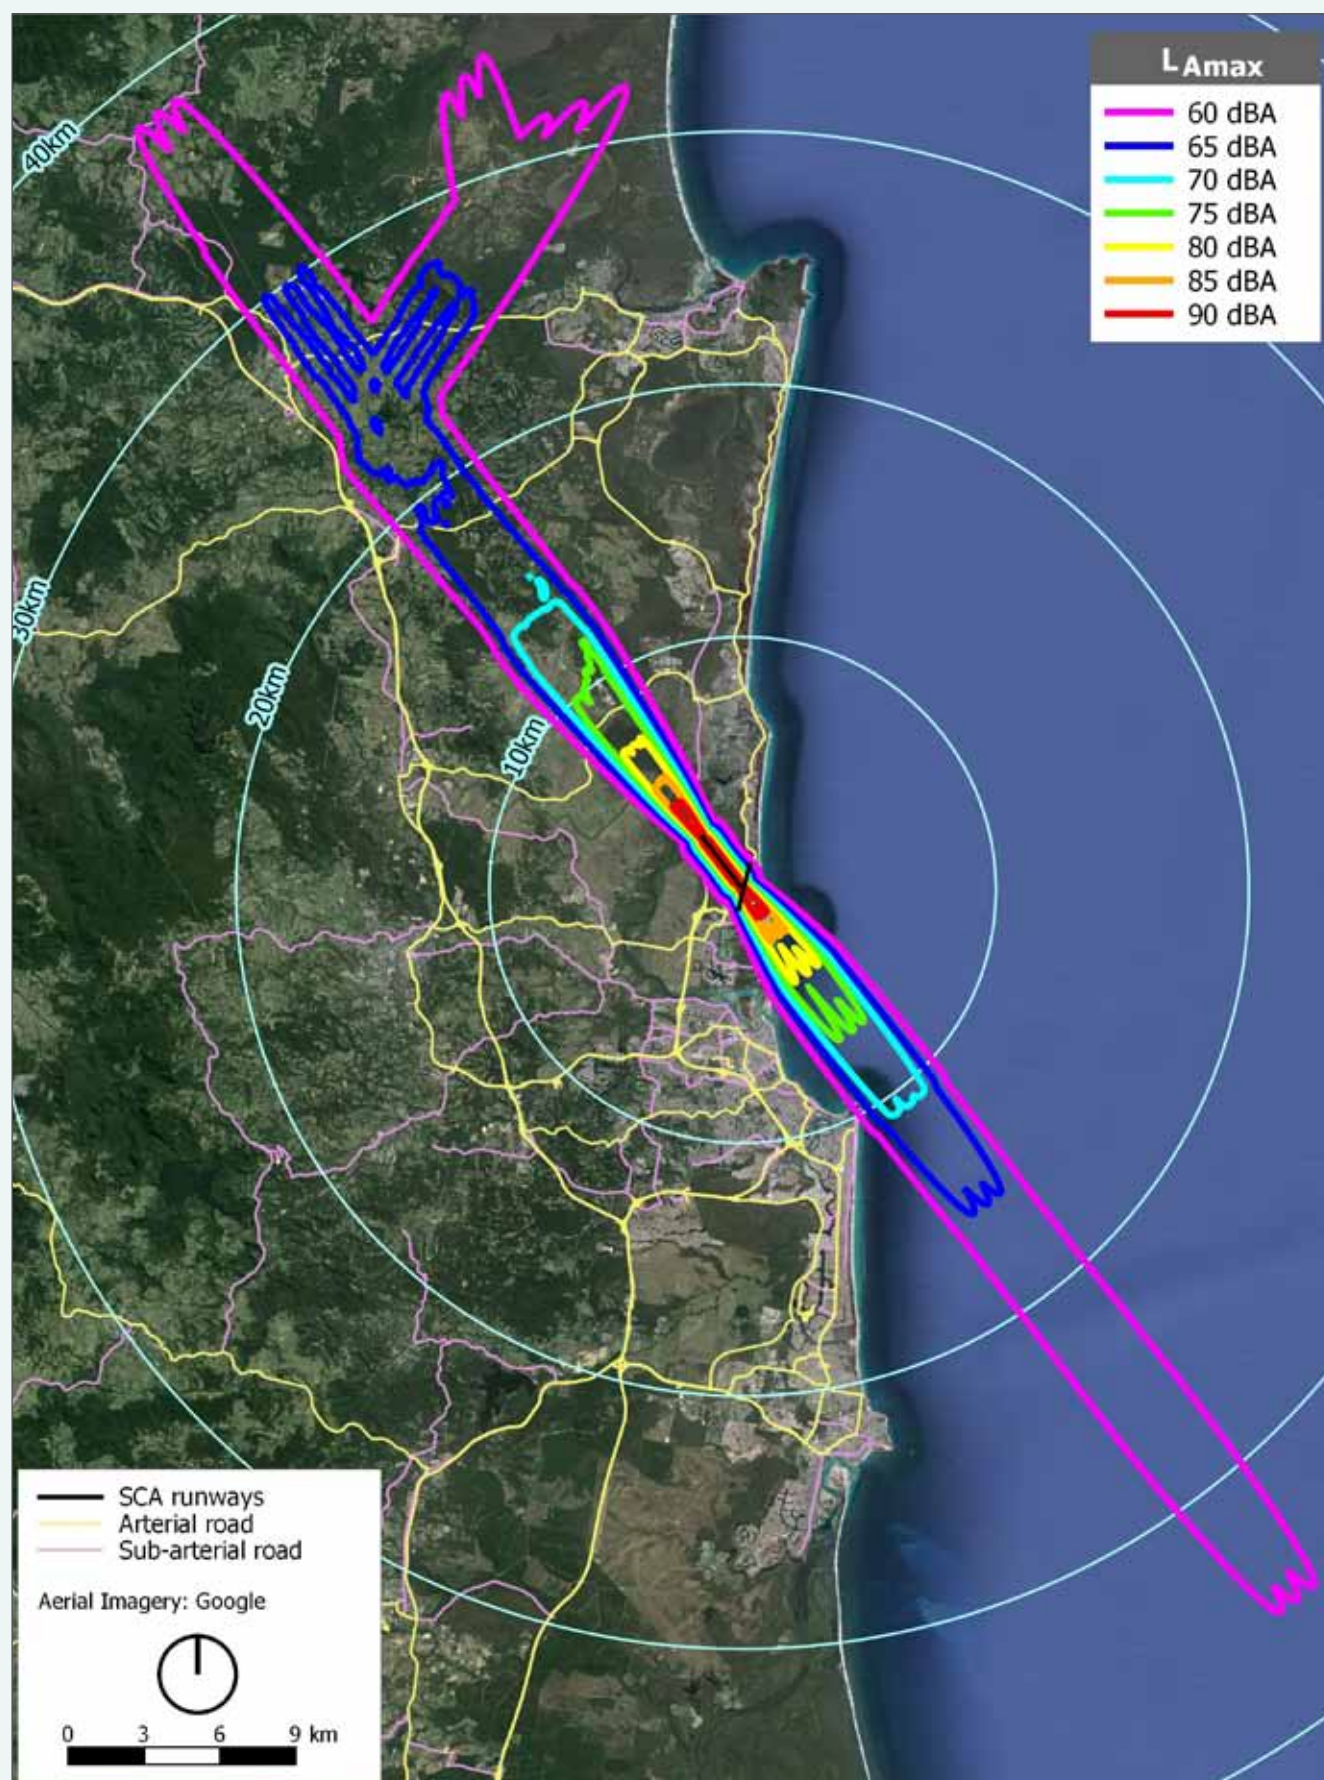 L Amax
60 dBA
65 dBA
70 dBA
75 dBA
80 dBA
85 dBA
90 dBA
40km
30km
20km
10km
SCA runways
Arterial road
Sub-arterial road
Aerial Imagery: Google
0 3 6 9 km